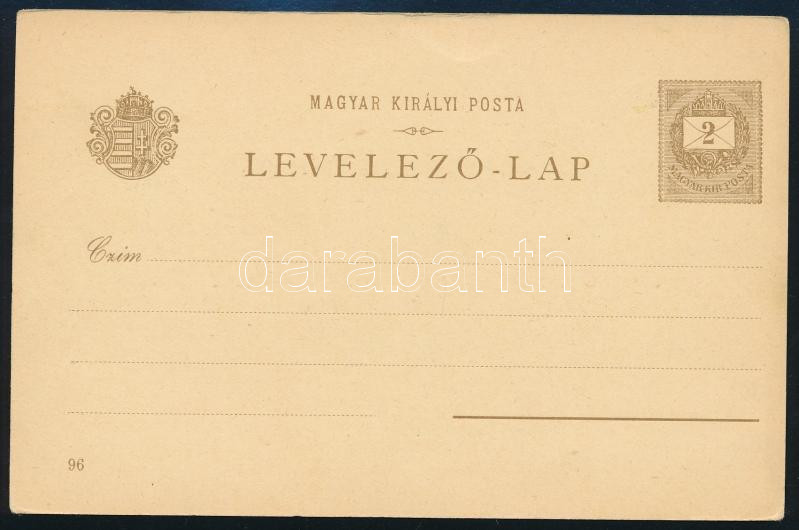 MAGYAR KIRÁLYI POSTA
LEVELEZŐ-LAP
2
MAGYAR KIR. POSTA
Czim
darabanth
96